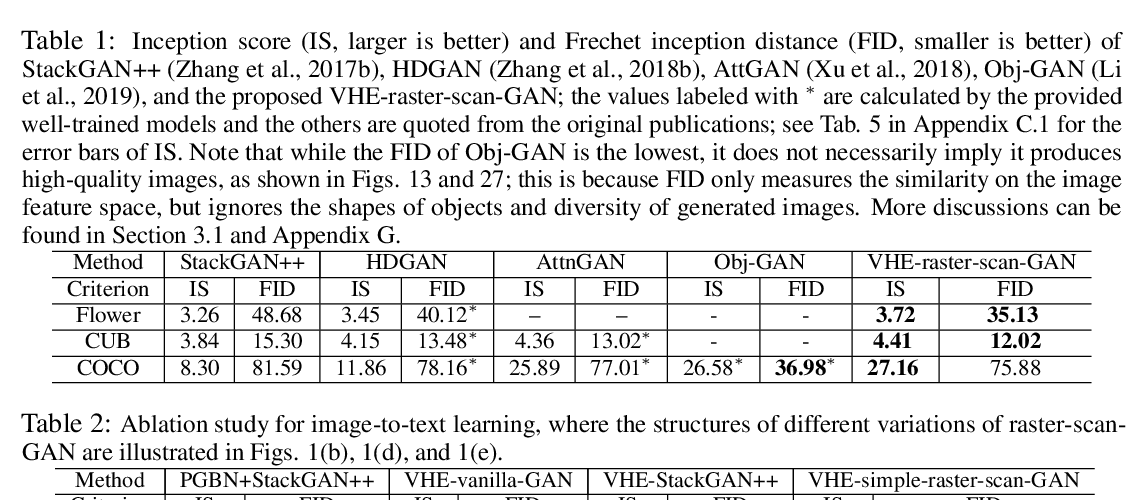 Table 1: Inception score (IS, larger is better) and Frechet inception distance (FID, smaller is better) of
StackGAN++ (Zhang et al., 2017b), HDGAN (Zhang et al., 2018b), AttGAN (Xu et al., 2018), Obj-GAN (Li
et al., 2019), and the proposed VHE-raster-scan-GAN; the values labeled with * are calculated by the provided
well-trained models and the others are quoted from the original publications; see Tab. 5 in Appendix C.1 for the
error bars of IS. Note that while the FID of Obj-GAN is the lowest, it does not necessarily imply it produces
high-quality images, as shown in Figs. 13 and 27; this is because FID only measures the similarity on the image
feature space, but ignores the shapes of objects and diversity of generated images. More discussions can be
found in Section 3.1 and Appendix G.
Method StackGAN++ HDGAN AttnGAN Obj-GAN VHE-raster-scan-GAN
Criterion IS FID IS FID IS FID IS FID IS FID
Flower 3.26 48.68 3.45 40.12* – – - - 3.72 35.13
CUB 3.84 15.30 4.15 13.48* 4.36 13.02* - - 4.41 12.02
COCO 8.30 81.59 11.86 78.16* 25.89 77.01* 26.58* 36.98* 27.16 75.88
Table 2: Ablation study for image-to-text learning, where the structures of different variations of raster-scan-
GAN are illustrated in Figs. 1(b), 1(d), and 1(e).
Method PGBN+StackGAN++ VHE-vanilla-GAN VHE-StackGAN++ VHE-simple-raster-scan-GAN